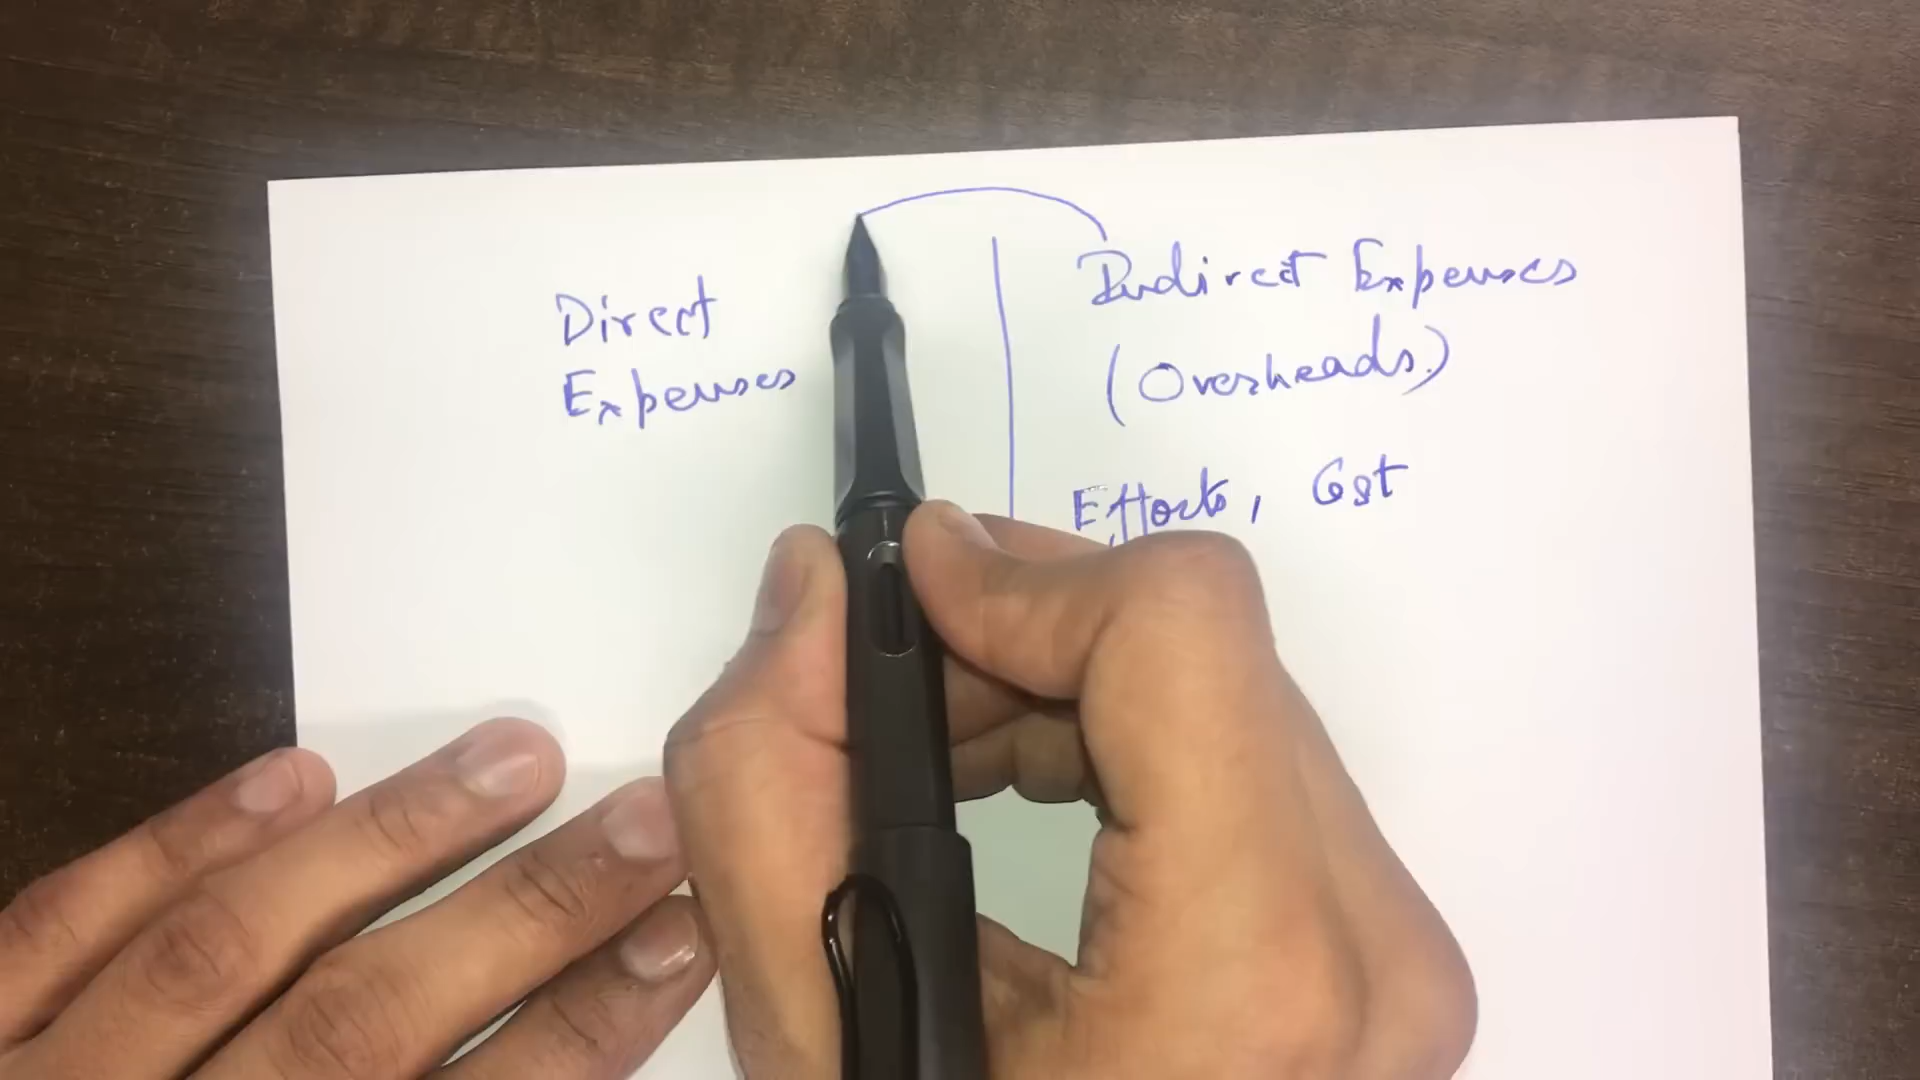 Direct
Expenses
Indirect Expenses
(Overheads.)
Efforts, Cost